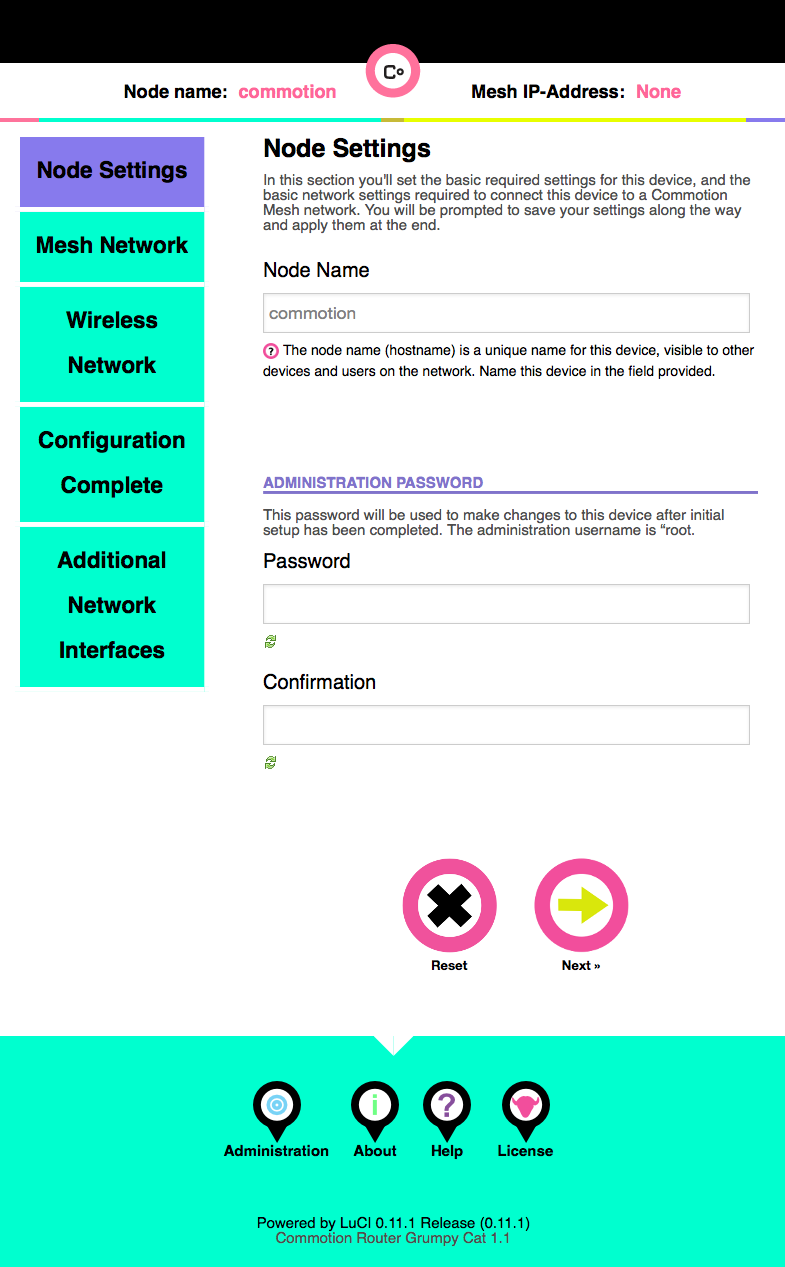 Co
Node name: commotion
Mesh IP-Address: None
Node Settings
Mesh Network
Wireless
Network
Configuration
Complete
Additional
Network
Interfaces
Node Settings
In this section you'll set the basic required settings for this device, and the
basic network settings required to connect this device to a Commotion
Mesh network. You will be prompted to save your settings along the way
and apply them at the end.
Node Name
commotion
? The node name (hostname) is a unique name for this device, visible to other
devices and users on the network. Name this device in the field provided.
ADMINISTRATION PASSWORD
This password will be used to make changes to this device after initial
setup has been completed. The administration username is “root.
Password
Confirmation
Reset
Next »
i
?
Administration
About
Help
License
Powered by LuCI 0.11.1 Release (0.11.1)
Commotion Router Grumpy Cat 1.1